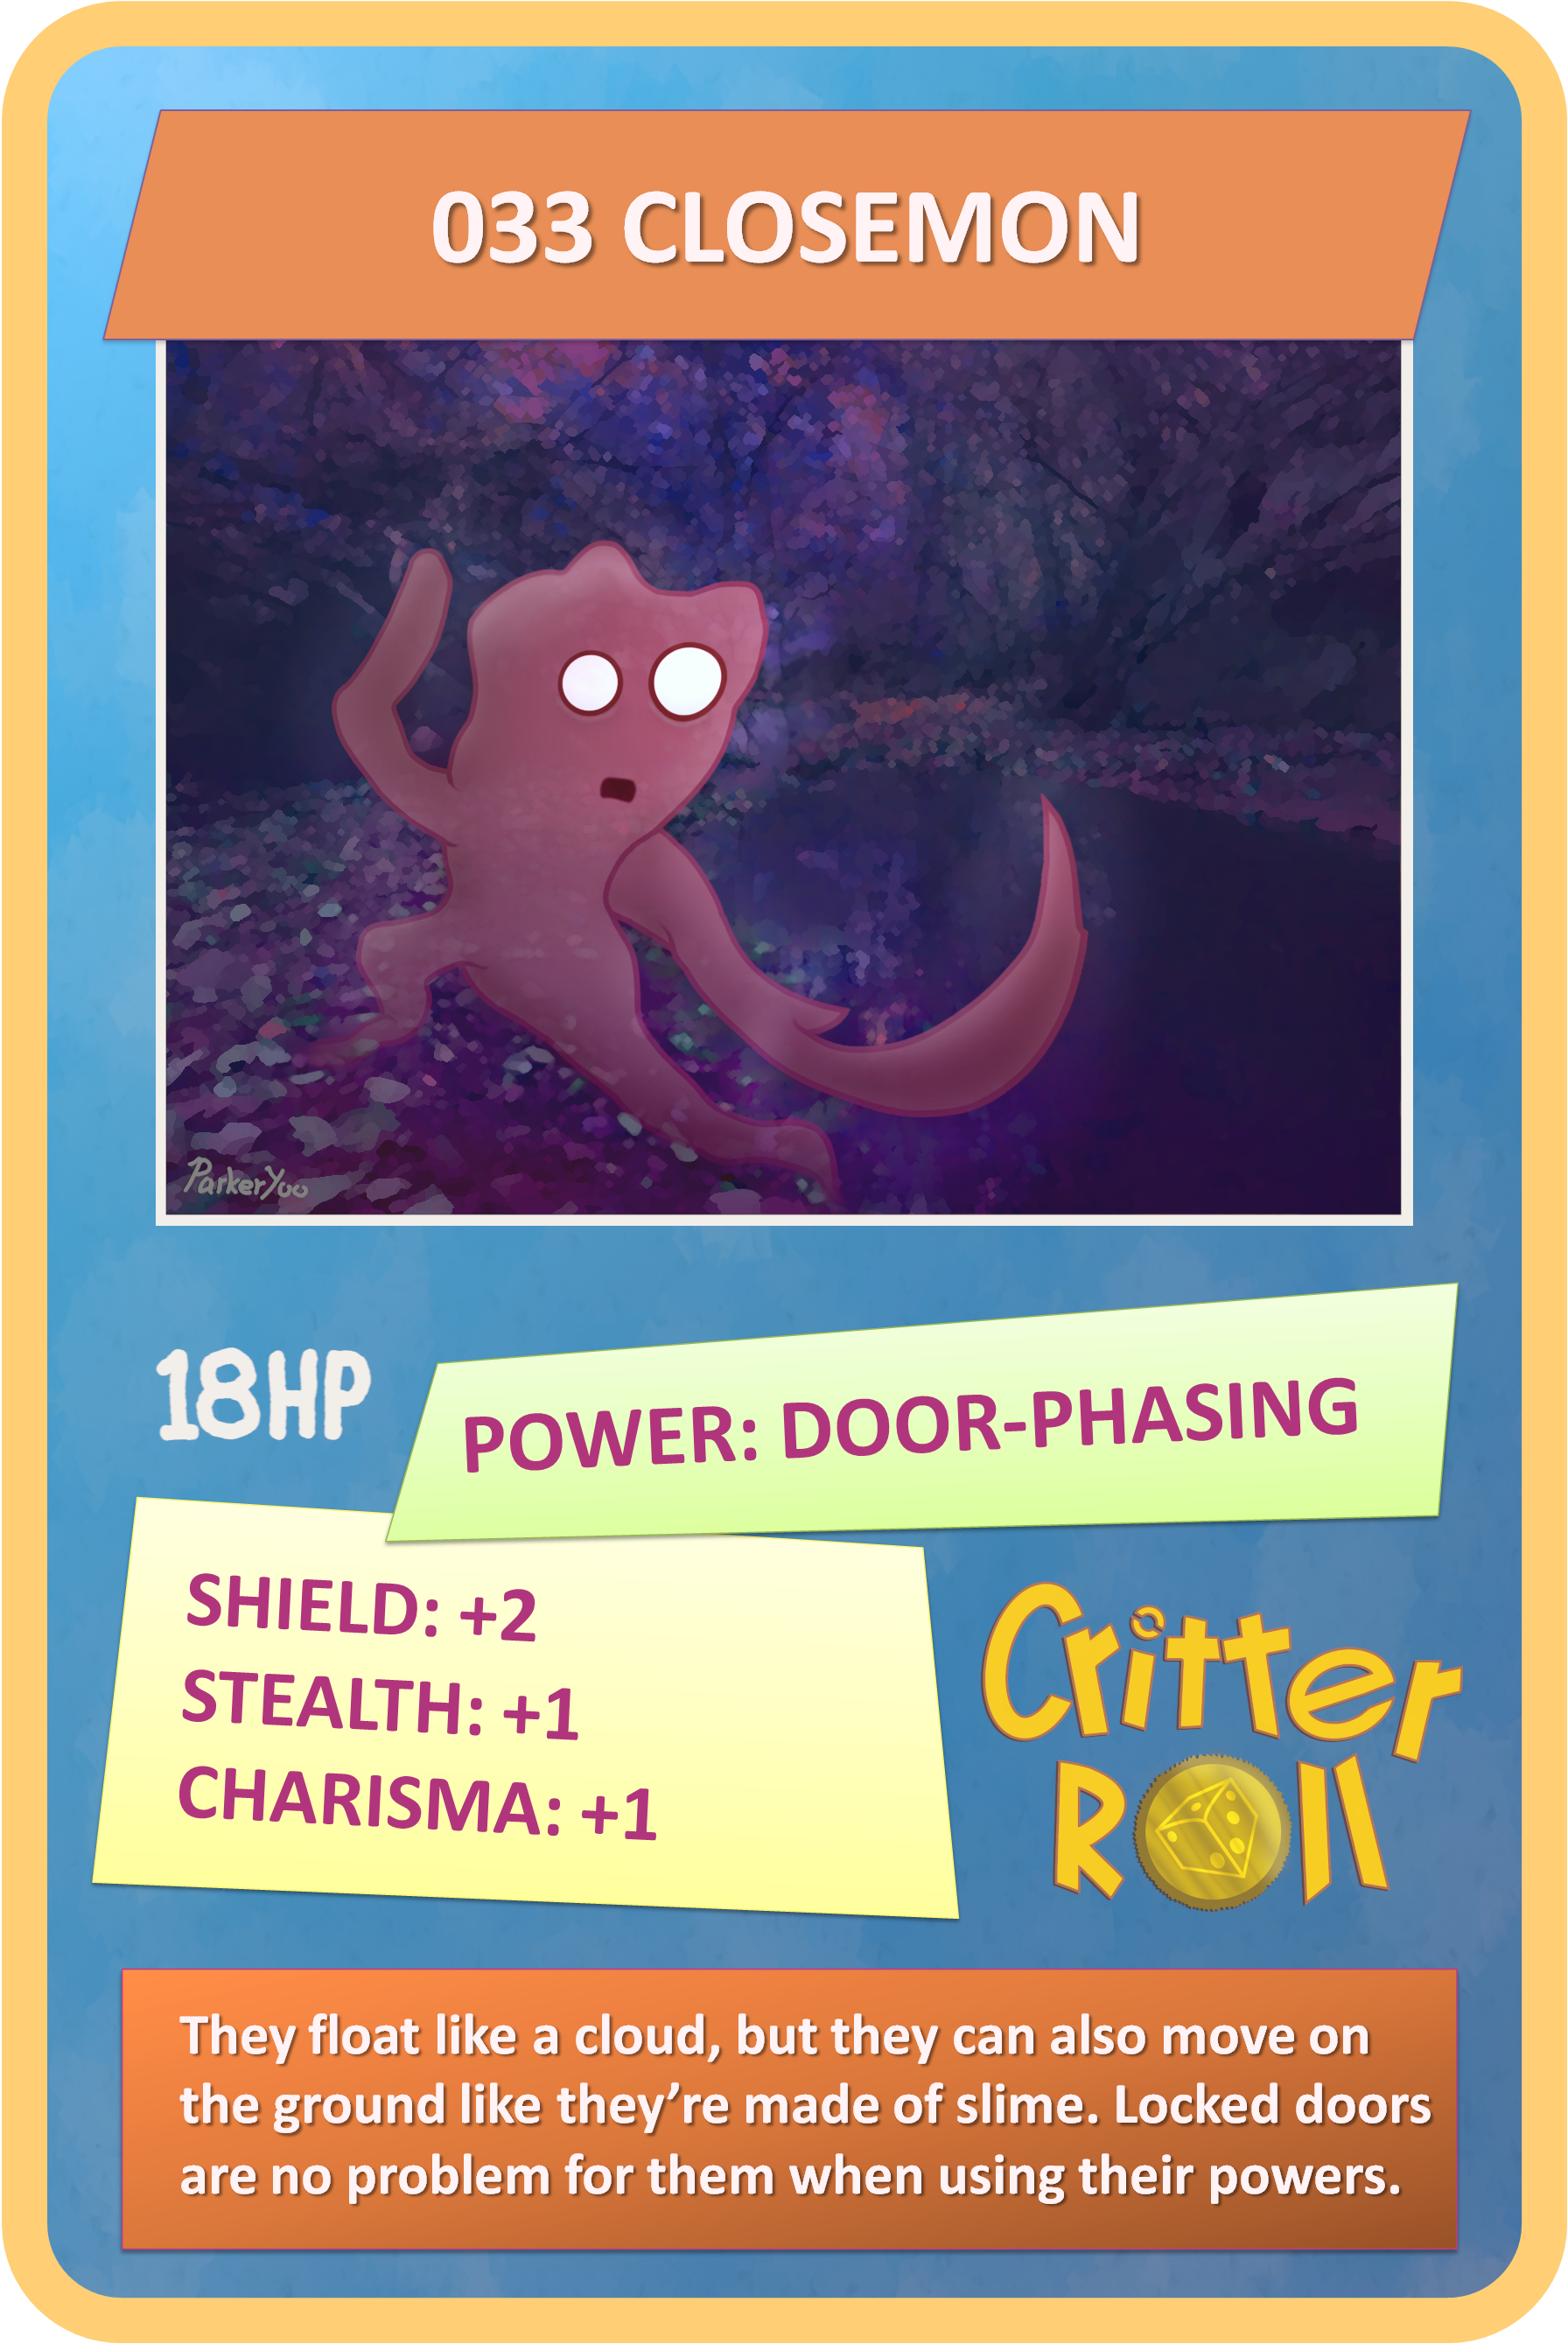 033 CLOSEMON
ParkerYoo
18HP
POWER: DOOR-PHASING
SHIELD: +2
STEALTH: +1
CHARISMA: +1
Critter
Roll
They float like a cloud, but they can also move on
the ground like they’re made of slime. Locked doors
are no problem for them when using their powers.